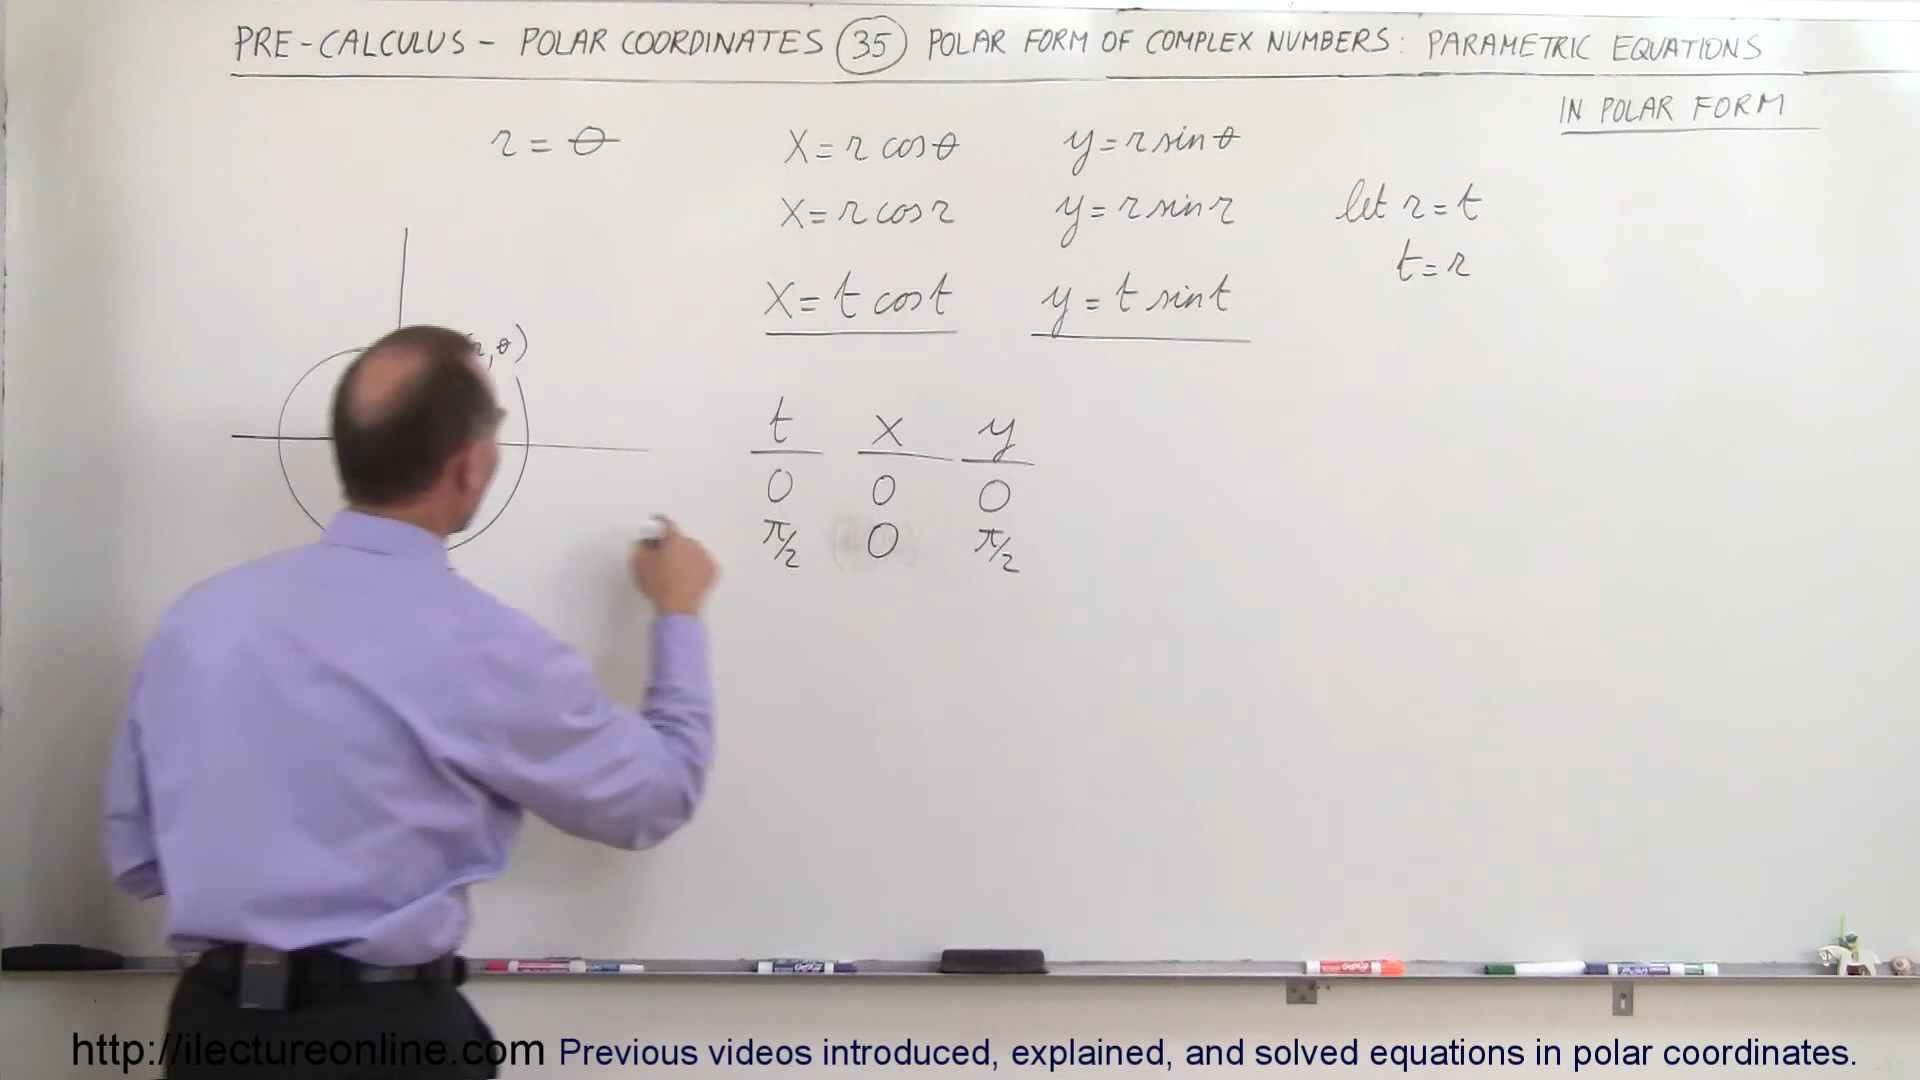 PRE-CALCULUS - POLAR COORDINATES 35 POLAR FORM OF COMPLEX NUMBERS: PARAMETRIC EQUATIONS
IN POLAR FORM
r = θ
x = r cos θ y = r sin θ
x = r cos r y = r sin r let r = t
t = r
x = t cos t y = t sin t
, θ)
t x y
0 0 0
π/2 0 π/2
http://ilectureonline.com Previous videos introduced, explained, and solved equations in polar coordinates.